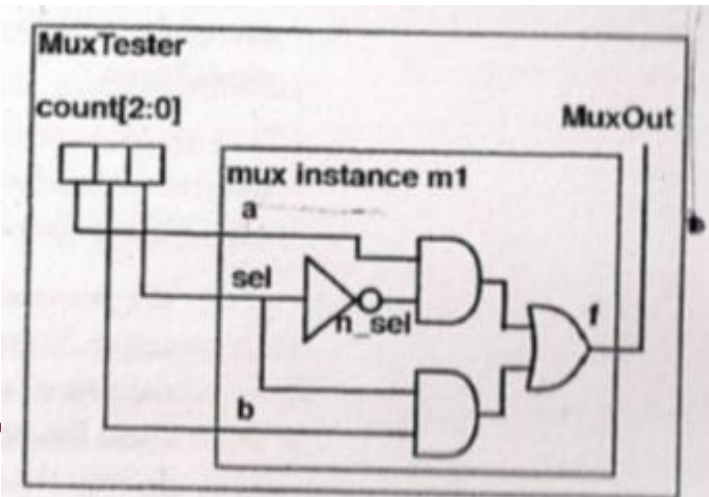 MuxTester
count[2:0]
MuxOut
mux instance m1
a
sel
n_sel
f
b